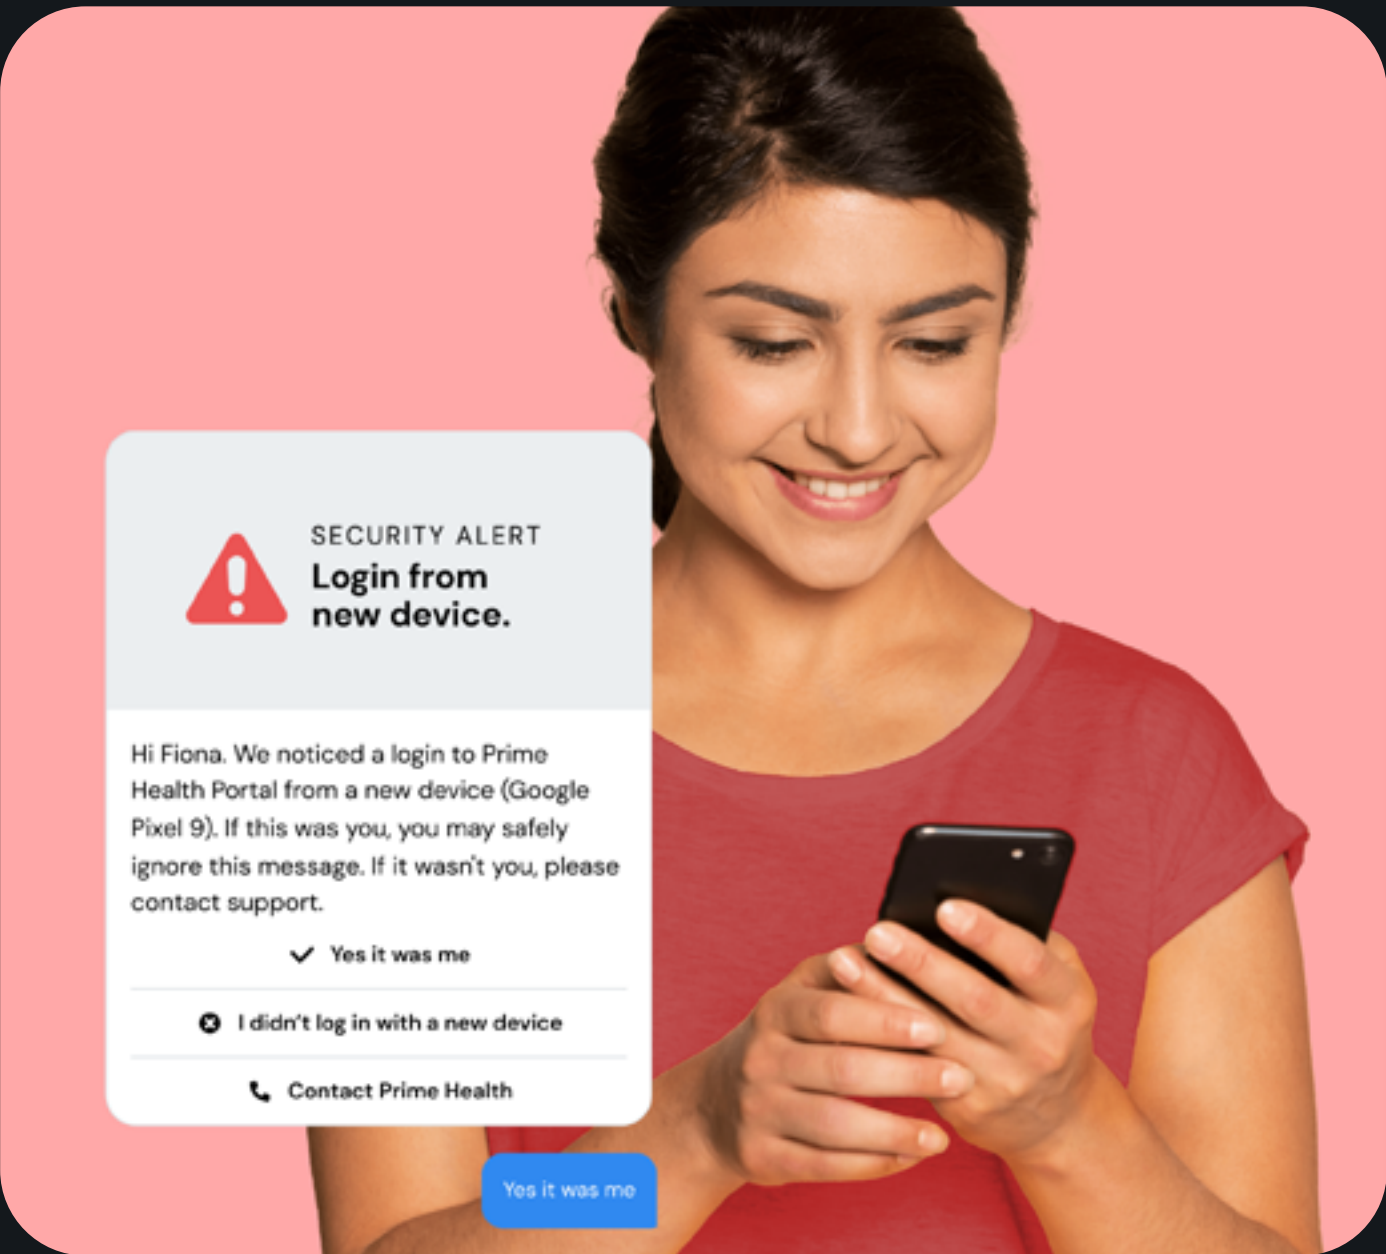 SECURITY ALERT
Login from
new device.
Hi Fiona. We noticed a login to Prime
Health Portal from a new device (Google
Pixel 9). If this was you, you may safely
ignore this message. If it wasn't you, please
contact support.
Yes it was me
I didn’t log in with a new device
Contact Prime Health
Yes it was me